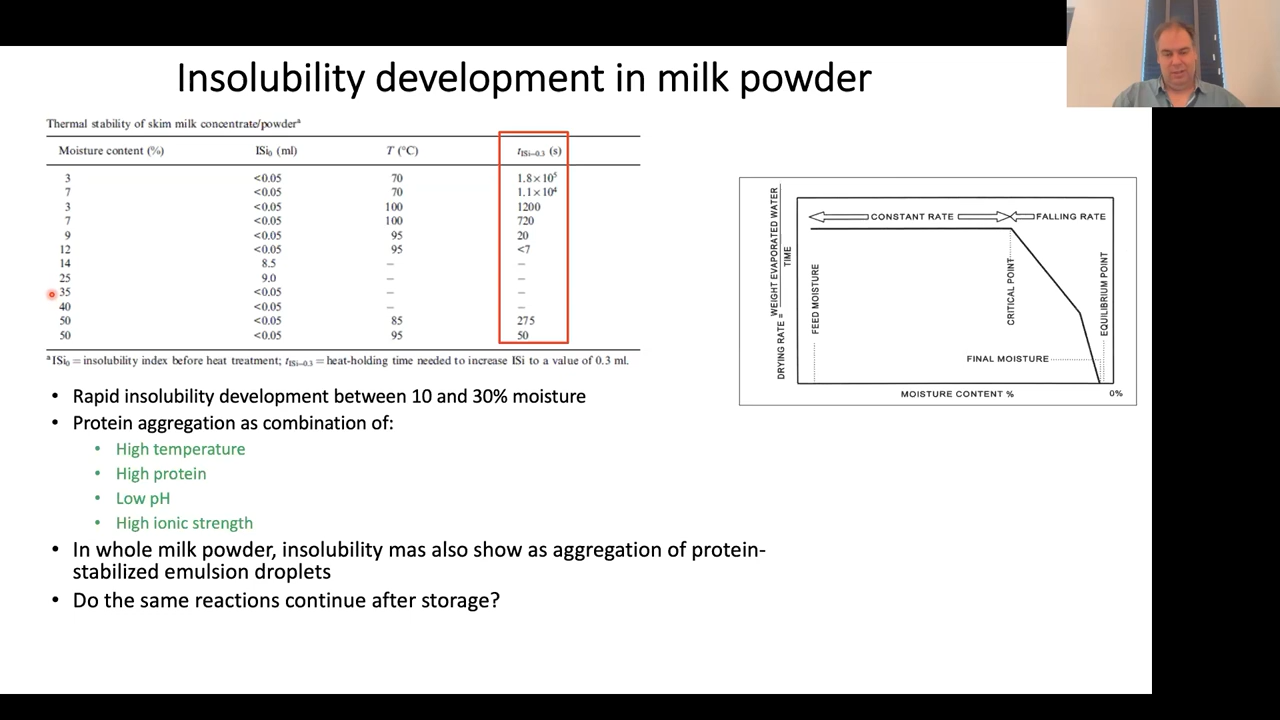 Insolubility development in milk powder
Thermal stability of skim milk concentrate/powderᵃ
Moisture content (%) ISi₀ (ml) T (°C) tISi–0.3 (s)
3 <0.05 70 1.8×10⁵
7 <0.05 70 1.1×10⁴
3 <0.05 100 1200
7 <0.05 100 720
9 <0.05 95 20
12 <0.05 95 <7
14 8.5 – –
25 9.0 – –
35 <0.05 – –
40 <0.05 – –
50 <0.05 85 275
50 <0.05 95 50
ᵃ ISi₀ = insolubility index before heat treatment; tISi–0.3 = heat-holding time needed to increase ISi to a value of 0.3 ml.
• Rapid insolubility development between 10 and 30% moisture
• Protein aggregation as combination of:
• High temperature
• High protein
• Low pH
• High ionic strength
• In whole milk powder, insolubility mas also show as aggregation of protein-
stabilized emulsion droplets
• Do the same reactions continue after storage?
DRYING RATE = WEIGHT EVAPORATED WATER
TIME
CONSTANT RATE
FALLING RATE
FEED MOISTURE
CRITICAL POINT
EQUILIBRIUM POINT
FINAL MOISTURE
MOISTURE CONTENT %
0%